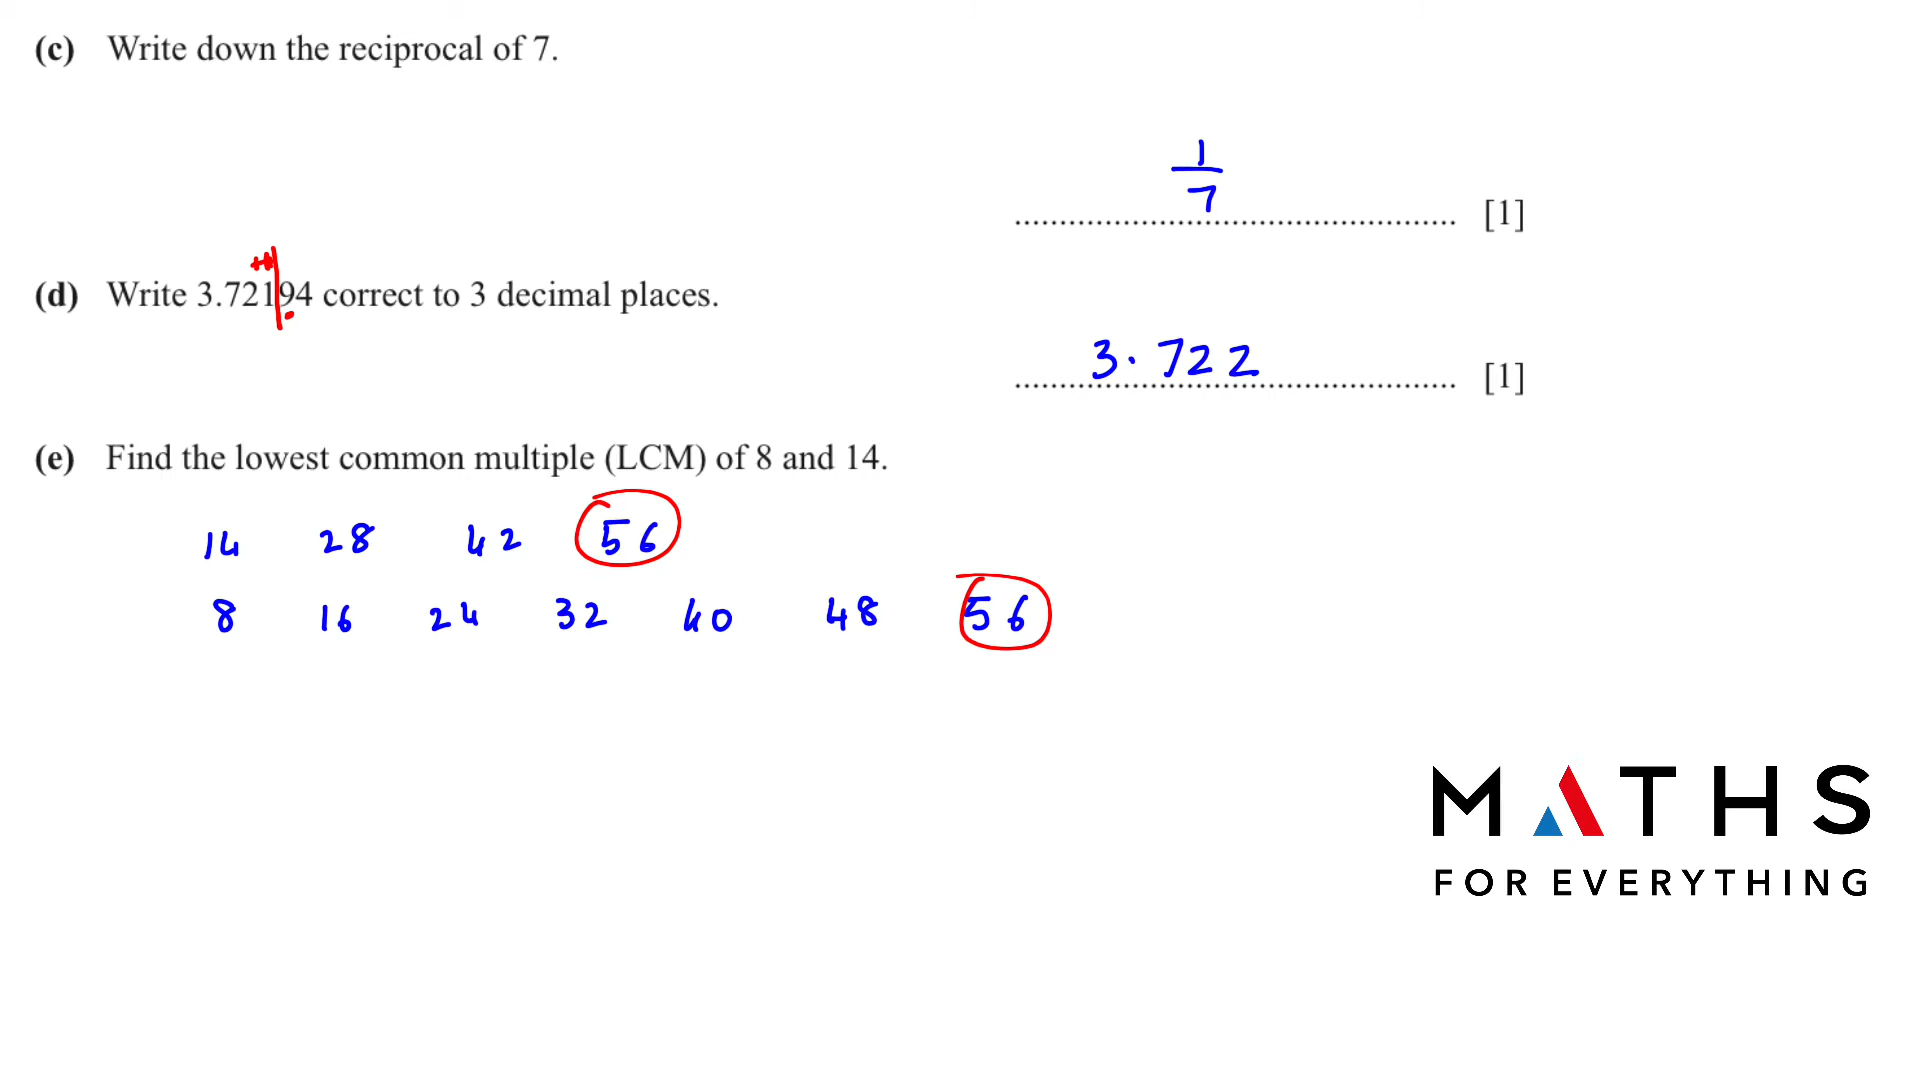 (c) Write down the reciprocal of 7.
1
7
.................................................. [1]
(d) Write 3.72194 correct to 3 decimal places.
3.722
.................................................. [1]
(e) Find the lowest common multiple (LCM) of 8 and 14.
14 28 42 56
8 16 24 32 40 48 56
MATHS
FOR EVERYTHING